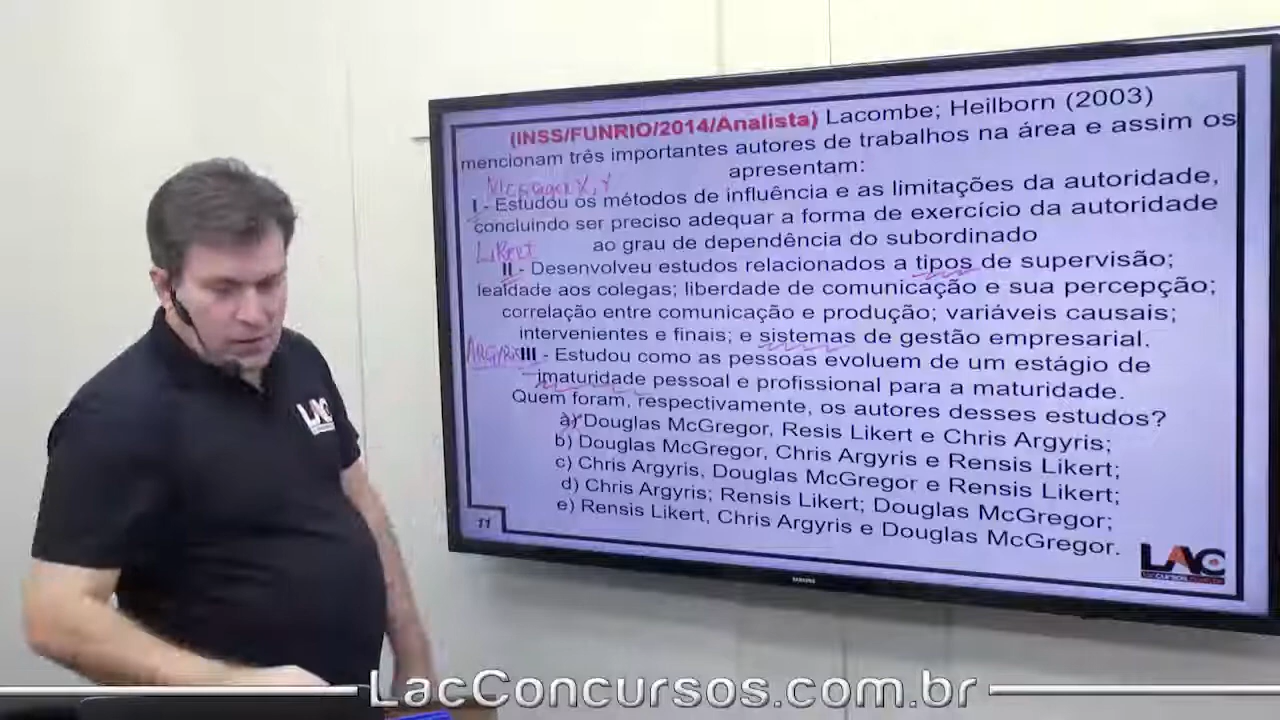 (INSS/FUNRIO/2014/Analista) Lacombe; Heilborn (2003)
mencionam três importantes autores de trabalhos na área e assim os
apresentam:
McGregor X, Y
I - Estudou os métodos de influência e as limitações da autoridade,
concluindo ser preciso adequar a forma de exercício da autoridade
ao grau de dependência do subordinado
LiKERT
II - Desenvolveu estudos relacionados a tipos de supervisão;
lealdade aos colegas; liberdade de comunicação e sua percepção;
correlação entre comunicação e produção; variáveis causais;
intervenientes e finais; e sistemas de gestão empresarial.
ARGYRIS III - Estudou como as pessoas evoluem de um estágio de
imaturidade pessoal e profissional para a maturidade.
Quem foram, respectivamente, os autores desses estudos?
a) Douglas McGregor, Resis Likert e Chris Argyris;
b) Douglas McGregor, Chris Argyris e Rensis Likert;
c) Chris Argyris, Douglas McGregor e Rensis Likert;
d) Chris Argyris; Rensis Likert; Douglas McGregor;
e) Rensis Likert, Chris Argyris e Douglas McGregor.
11
LAC
LAC
SAMSUNG
LacConcursos.com.br